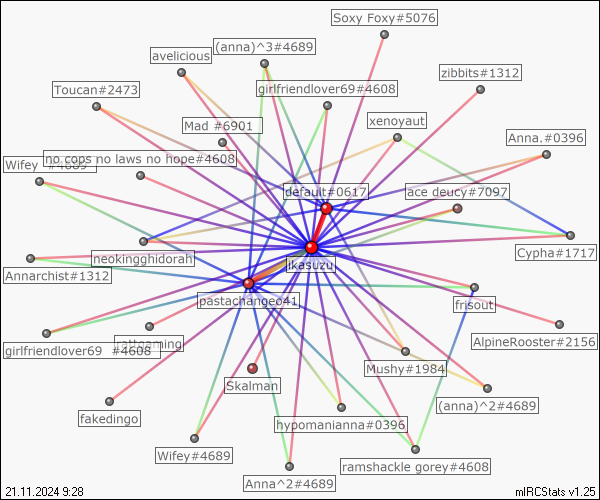 Soxy Foxy#5076
(anna)^3#4689
avelicious
zibbits#1312
Toucan#2473
girlfriendlover69#4608
xenoyaut
Mad #6901
Anna.#0396
no cops no laws no hope#4608
Wifey
default#0617
ace deucy#7097
Cypha#1717
neokingghidorah
jkasuzu
Annarchist#1312
pastachangeo41
frisout
AlpineRooster#2156
girlfriendlover69 #4608
rattgaming
Mushy#1984
Skalman
(anna)^2#4689
fakedingo
hypomanianna#0396
Wifey#4689
ramshackle gorey#4608
Anna^2#4689
21.11.2024 9:28
mIRCStats v1.25